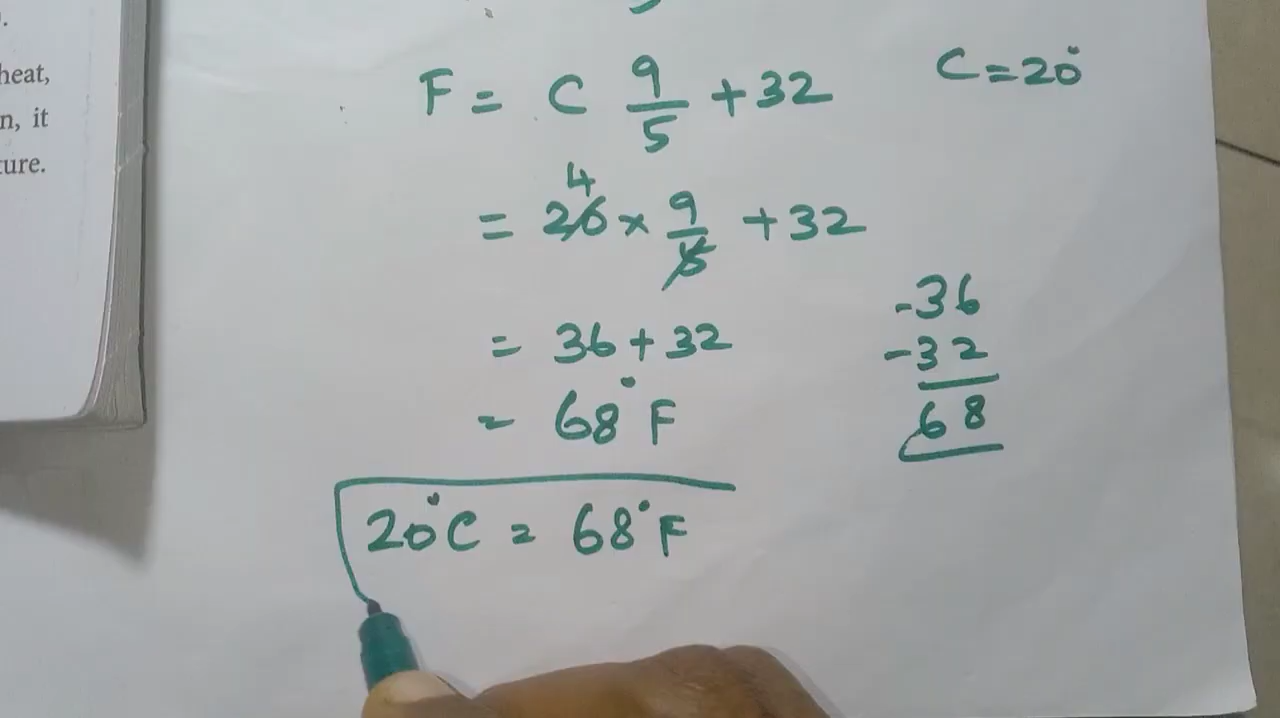 heat,
n, it
ture.
F = C 9/5 + 32
C = 20°
= 20 × 9/5 + 32
4
= 36 + 32
= 68° F
-36
-32
68
20°C = 68°F